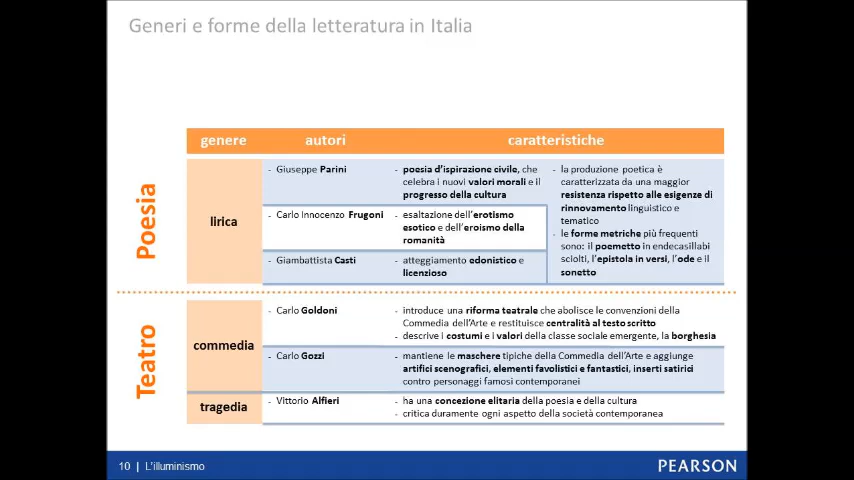 Generi e forme della letteratura in Italia
genere autori caratteristiche
Poesia
lirica
- Giuseppe Parini
- poesia d'ispirazione civile, che
celebra i nuovi valori morali e il
progresso della cultura
- Carlo Innocenzo Frugoni
- esaltazione dell'erotismo
esotico e dell'eroismo della
romanità
- Giambattista Casti
- atteggiamento edonistico e
licenzioso
- la produzione poetica è
caratterizzata da una maggior
resistenza rispetto alle esigenze di
rinnovamento linguistico e
tematico
- le forme metriche più frequenti
sono: il poemetto in endecasillabi
sciolti, l'epistola in versi, l'ode e il
sonetto
Teatro
commedia
- Carlo Goldoni
- introduce una riforma teatrale che abolisce le convenzioni della
Commedia dell'Arte e restituisce centralità al testo scritto
- descrive i costumi e i valori della classe sociale emergente, la borghesia
- Carlo Gozzi
- mantiene le maschere tipiche della Commedia dell'Arte e aggiunge
artifici scenografici, elementi favolistici e fantastici, inserti satirici
contro personaggi famosi contemporanei
tragedia
- Vittorio Alfieri
- ha una concezione elitaria della poesia e della cultura
- critica duramente ogni aspetto della società contemporanea
10 | L'illuminismo
PEARSON